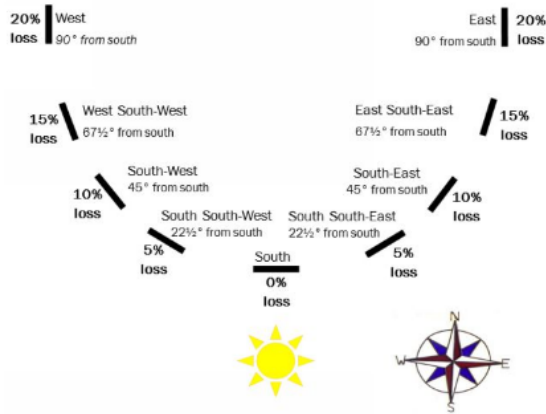 20% West
loss 90° from south
East 20%
90° from south loss
15% West South-West
loss 67½° from south
East South-East 15%
67½° from south loss
10% South-West
loss 45° from south
South-East 10%
45° from south loss
South South-West
22½° from south
5%
loss
South South-East
22½° from south
5%
loss
South
0%
loss
N
W E
S